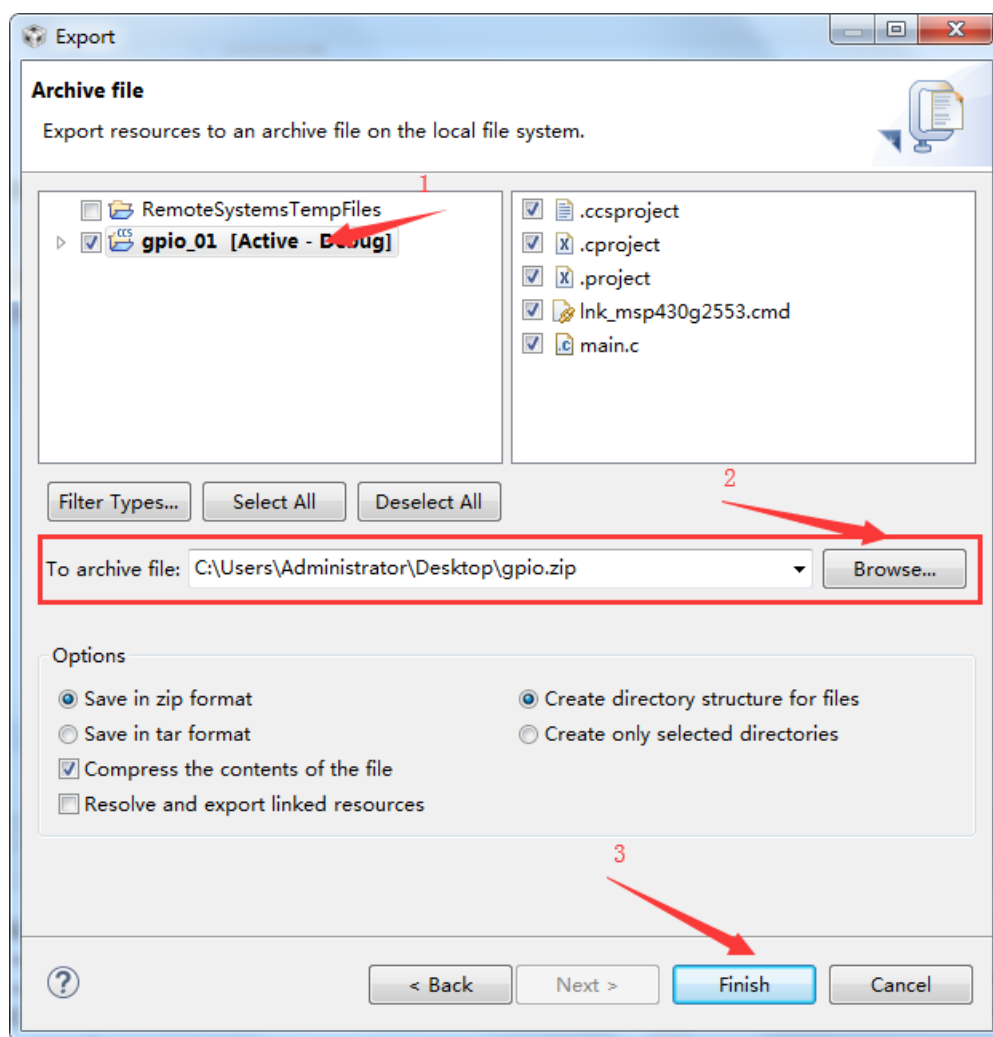 Export
Archive file
Export resources to an archive file on the local file system.
1
RemoteSystemsTempFiles
gpio_01 [Active - Debug]
.ccsproject
.cproject
.project
lnk_msp430g2553.cmd
main.c
2
Filter Types... Select All Deselect All
To archive file: C:\Users\Administrator\Desktop\gpio.zip Browse...
Options
Save in zip format Create directory structure for files
Save in tar format Create only selected directories
Compress the contents of the file
Resolve and export linked resources
3
? < Back Next > Finish Cancel